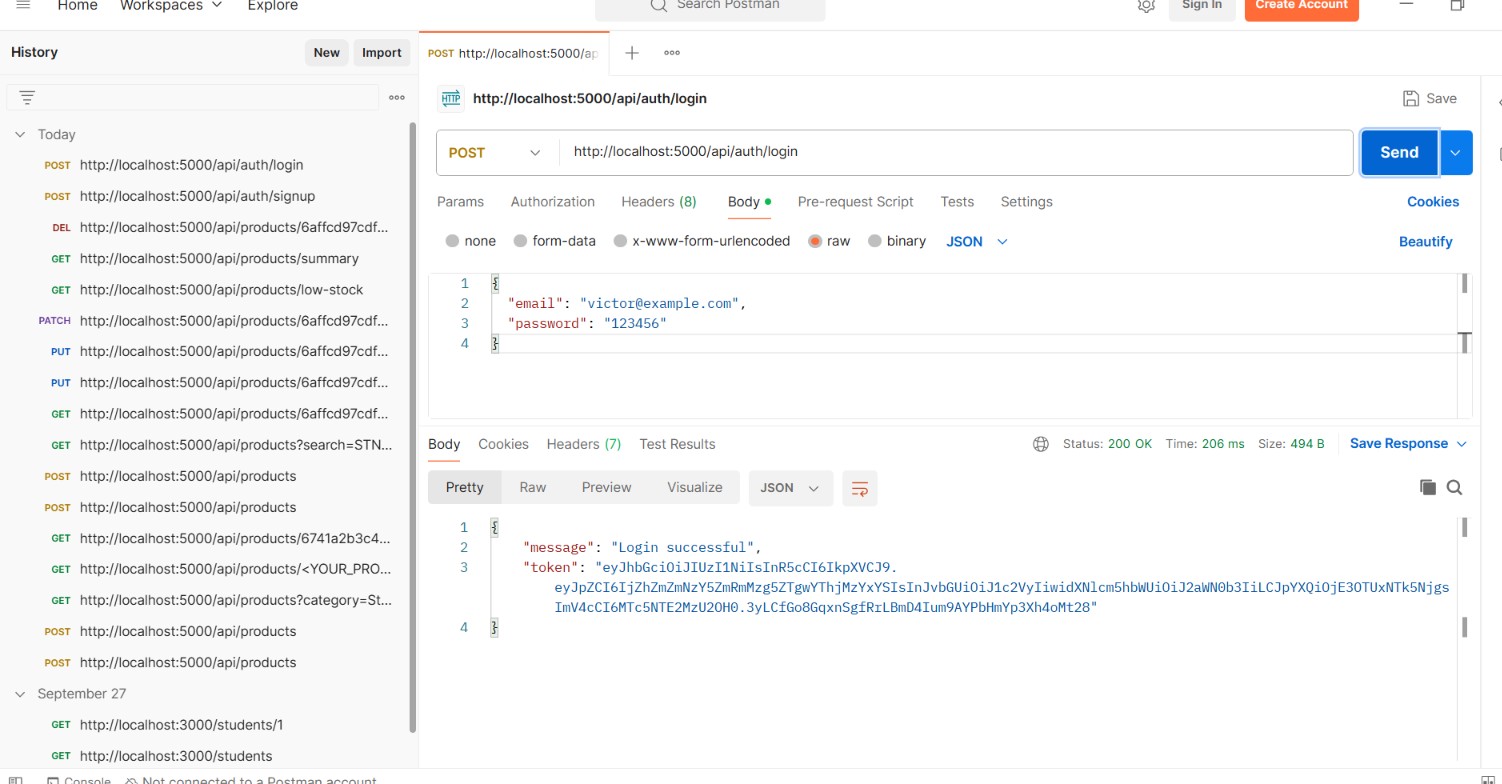 Home Workspaces Explore Search Postman Sign In Create Account
History New Import
POST http://localhost:5000/ap
http://localhost:5000/api/auth/login Save
POST http://localhost:5000/api/auth/login Send
Params Authorization Headers (8) Body Pre-request Script Tests Settings Cookies
none form-data x-www-form-urlencoded raw binary JSON Beautify
1 {
2 "email": "victor@example.com",
3 "password": "123456"
4 }
Today
POST http://localhost:5000/api/auth/login
POST http://localhost:5000/api/auth/signup
DEL http://localhost:5000/api/products/6affcd97cdf...
GET http://localhost:5000/api/products/summary
GET http://localhost:5000/api/products/low-stock
PATCH http://localhost:5000/api/products/6affcd97cdf...
PUT http://localhost:5000/api/products/6affcd97cdf...
PUT http://localhost:5000/api/products/6affcd97cdf...
GET http://localhost:5000/api/products/6affcd97cdf...
GET http://localhost:5000/api/products?search=STN...
POST http://localhost:5000/api/products
POST http://localhost:5000/api/products
GET http://localhost:5000/api/products/6741a2b3c4...
GET http://localhost:5000/api/products/<YOUR_PRO...
GET http://localhost:5000/api/products?category=St...
POST http://localhost:5000/api/products
POST http://localhost:5000/api/products
September 27
GET http://localhost:3000/students/1
GET http://localhost:3000/students
Body Cookies Headers (7) Test Results Status: 200 OK Time: 206 ms Size: 494 B Save Response
Pretty Raw Preview Visualize JSON
1 {
2 "message": "Login successful",
3 "token": "eyJhbGciOiJIUzI1NiIsInR5cCI6IkpXVCJ9.
eyJpZCI6IjZhZmZmNzY5ZmRmMzg5ZTgwYThjMzYxYSIsInJvbGUiOiJ1c2VyIiwidXNlcm5hbWUiOiJ2aWN0b3IiLCJpYXQiOjE3OTUxNTk5Njgs
ImV4cCI6MTc5NTE2MzU2OH0.3yLCfGo8GqxnSgfRrLBmD4Ium9AYPbHmYp3Xh4oMt28"
4 }
Console Not connected to a Postman account